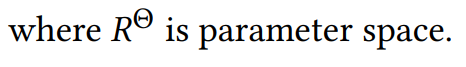 where R^Θ is parameter space.